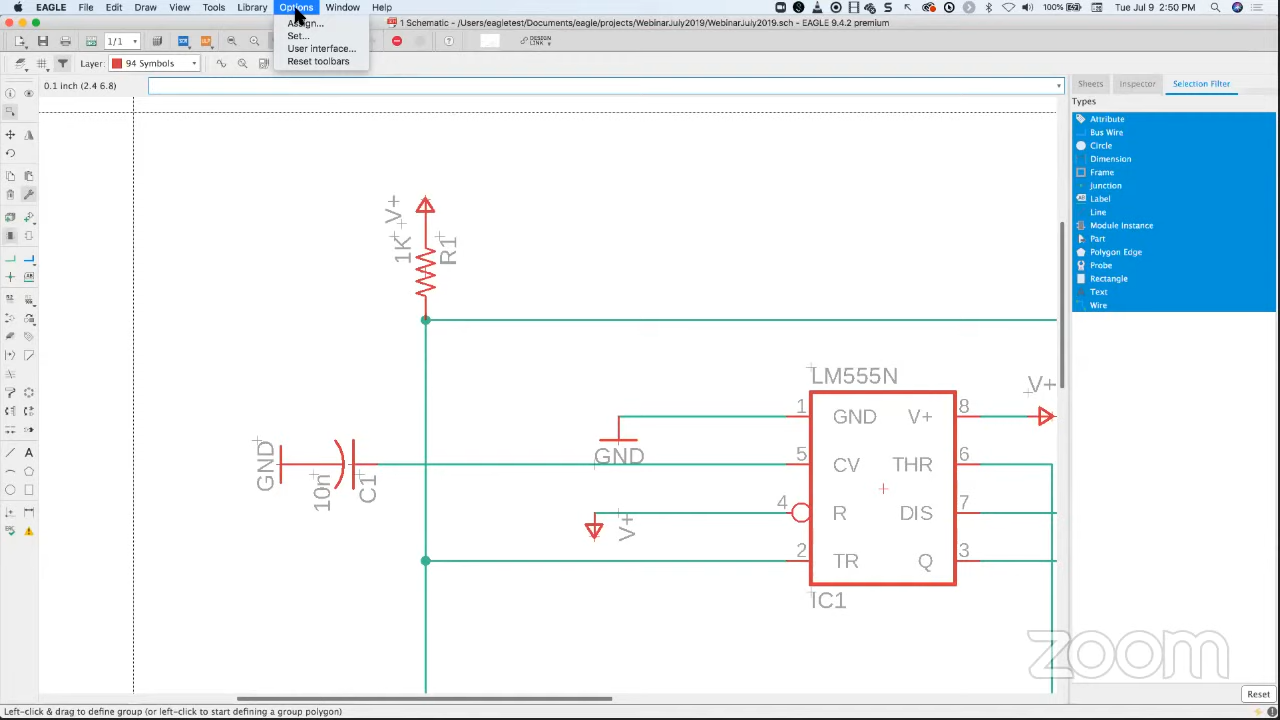 EAGLE File Edit Draw View Tools Library Options Window Help 100% Tue Jul 9 2:50 PM
1 Schematic - /Users/eagletest/Documents/eagle/projects/WebinarJuly2019/WebinarJuly2019.sch - EAGLE 9.4.2 premium
Assign...
Set...
User interface...
Reset toolbars
1/1
DESIGN
LINK
Layer: 94 Symbols
0.1 inch (2.4 6.8)
Sheets Inspector Selection Filter
Types
Attribute
Bus Wire
Circle
Dimension
Frame
Junction
Label
Line
Module Instance
Part
Polygon Edge
Probe
Rectangle
Text
Wire
V+
1K
R1
LM555N
V+
1 GND V+ 8
GND
5 CV THR 6
GND
10n
C1
4 R DIS 7
V+
2 TR Q 3
IC1
zoom
Reset
Left-click & drag to define group (or left-click to start defining a group polygon)